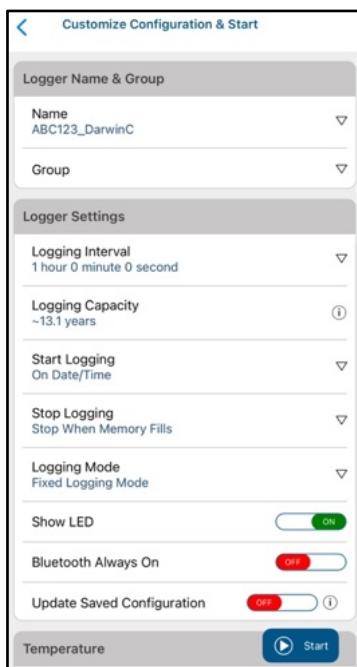 Customize Configuration & Start
Logger Name & Group
Name
ABC123_DarwinC
Group
Logger Settings
Logging Interval
1 hour 0 minute 0 second
Logging Capacity
~13.1 years
Start Logging
On Date/Time
Stop Logging
Stop When Memory Fills
Logging Mode
Fixed Logging Mode
Show LED ON
Bluetooth Always On OFF
Update Saved Configuration OFF
Temperature Start